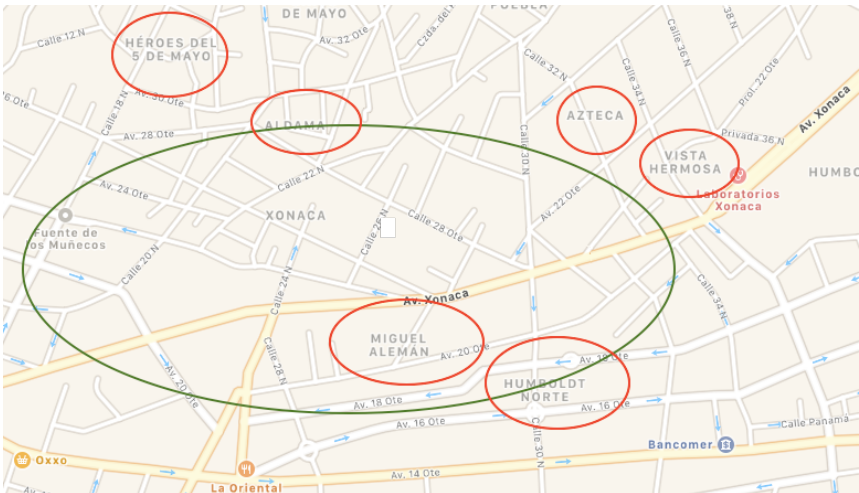 DE MAYO
Calle 12 N
HÉROES DEL
5 DE MAYO
Av. 32 Ote
Czda. del
Calle 38 N
Calle 36 N
Calle 32 N
Calle 34 N
Prol. 22 Ote
Av. Xonaca
Av. 30 Ote
Calle 18 N
ALDAMA
AZTECA
Av. 28 Ote
Calle 30 N
Privada 36 N
VISTA
HERMOSA
HUMBO
Calle 22 N
Av. 24 Ote
Laboratorios
Xonaca
XONACA
Calle 26 N
Calle 28 Ote
Av. 22 Ote
Fuente de
los Muñecos
Calle 20 N
Calle 24 N
Av. Xonaca
Calle 34 N
MIGUEL
ALEMÁN
Av. 20 Ote
Av. 18 Ote
Calle 28 N
Av. 20 Ote
HUMBOLDT
NORTE
Av. 18 Ote
Av. 16 Ote
Av. 16 Ote
Calle Panamá
Calle 30 N
Bancomer
Oxxo
Av. 14 Ote
La Oriental